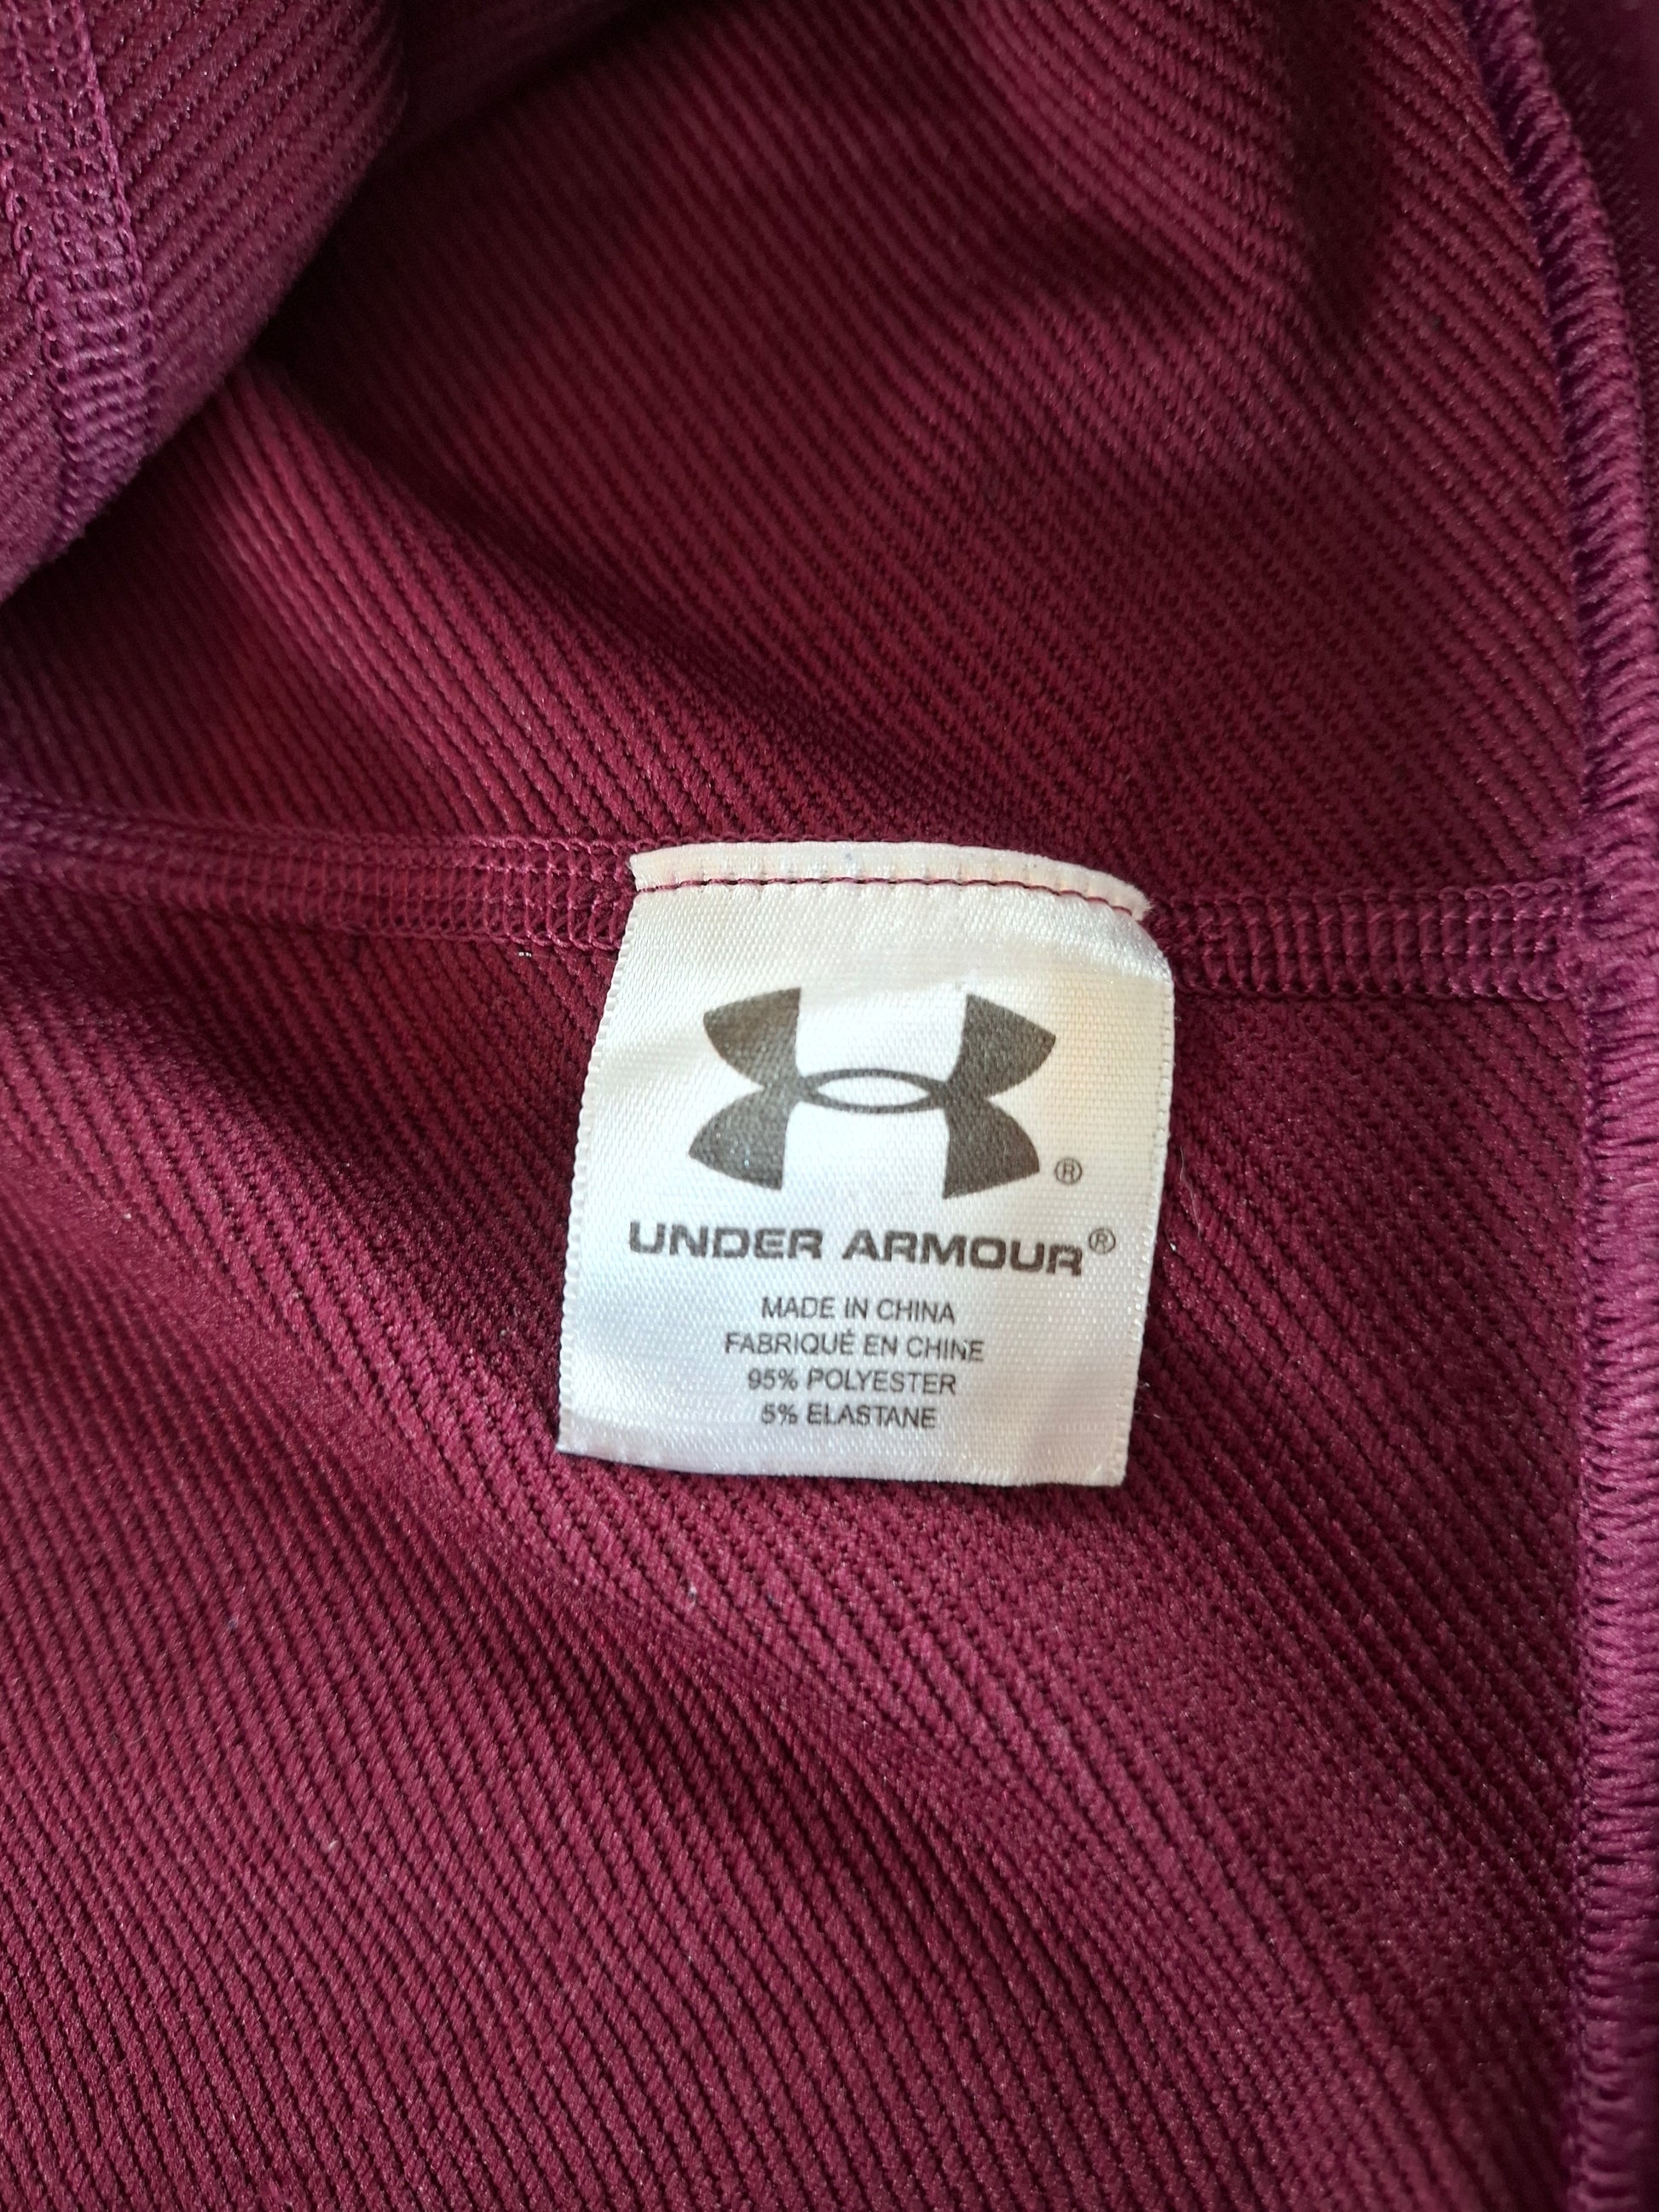 ®
UNDER ARMOUR®
MADE IN CHINA
FABRIQUÉ EN CHINE
95% POLYESTER
5% ELASTANE